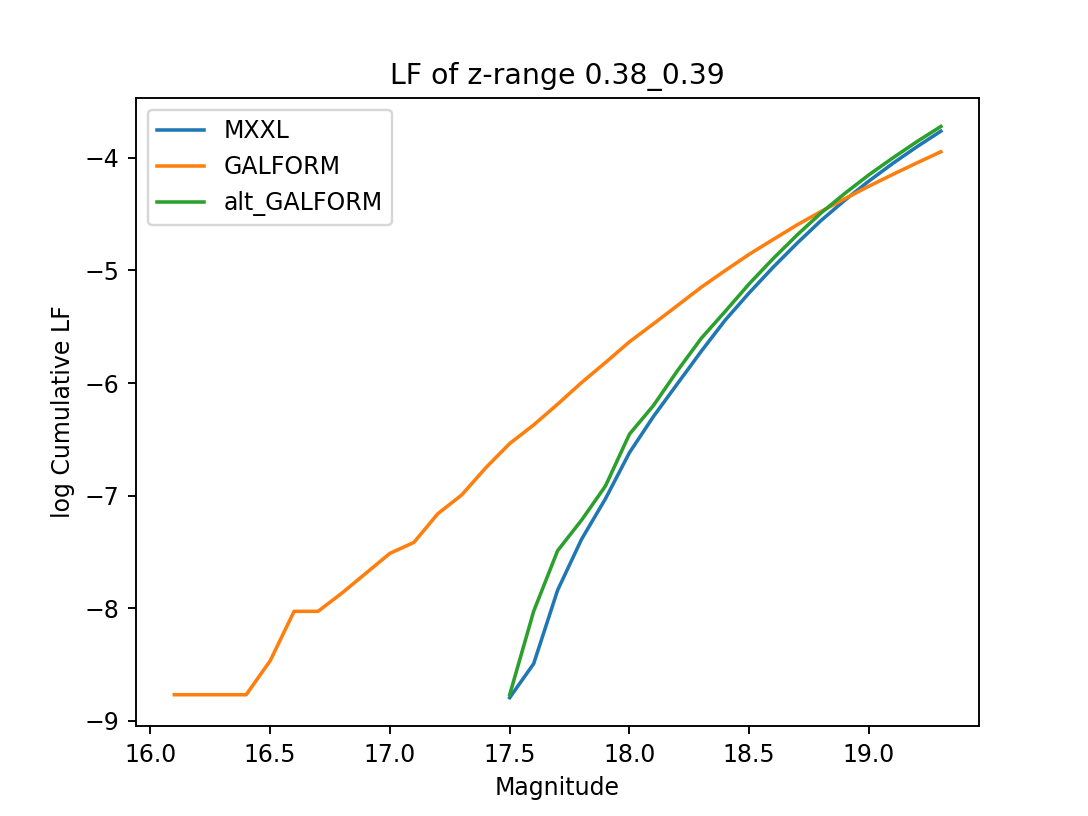 LF of z-range 0.38_0.39
MXXL
GALFORM
alt_GALFORM
log Cumulative LF
−4
−5
−6
−7
−8
−9
16.0 16.5 17.0 17.5 18.0 18.5 19.0
Magnitude